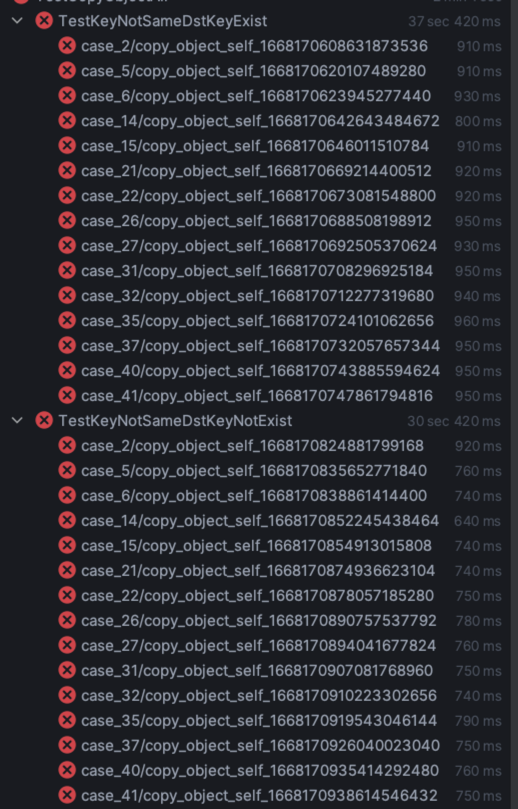 TestKeyNotSameDstKeyExist 37 sec 420 ms
case_2/copy_object_self_1668170608631873536 910 ms
case_5/copy_object_self_1668170620107489280 910 ms
case_6/copy_object_self_1668170623945277440 930 ms
case_14/copy_object_self_1668170642643484672 800 ms
case_15/copy_object_self_1668170646011510784 910 ms
case_21/copy_object_self_1668170669214400512 920 ms
case_22/copy_object_self_1668170673081548800 920 ms
case_26/copy_object_self_1668170688508198912 950 ms
case_27/copy_object_self_1668170692505370624 930 ms
case_31/copy_object_self_1668170708296925184 950 ms
case_32/copy_object_self_1668170712277319680 940 ms
case_35/copy_object_self_1668170724101062656 960 ms
case_37/copy_object_self_1668170732057657344 950 ms
case_40/copy_object_self_1668170743885594624 950 ms
case_41/copy_object_self_1668170747861794816 950 ms
TestKeyNotSameDstKeyNotExist 30 sec 420 ms
case_2/copy_object_self_1668170824881799168 920 ms
case_5/copy_object_self_1668170835652771840 760 ms
case_6/copy_object_self_1668170838861414400 740 ms
case_14/copy_object_self_1668170852245438464 640 ms
case_15/copy_object_self_1668170854913015808 740 ms
case_21/copy_object_self_1668170874936623104 740 ms
case_22/copy_object_self_1668170878057185280 750 ms
case_26/copy_object_self_1668170890757537792 780 ms
case_27/copy_object_self_1668170894041677824 760 ms
case_31/copy_object_self_1668170907081768960 750 ms
case_32/copy_object_self_1668170910223302656 740 ms
case_35/copy_object_self_1668170919543046144 790 ms
case_37/copy_object_self_1668170926040023040 750 ms
case_40/copy_object_self_1668170935414292480 760 ms
case_41/copy_object_self_1668170938614546432 750 ms